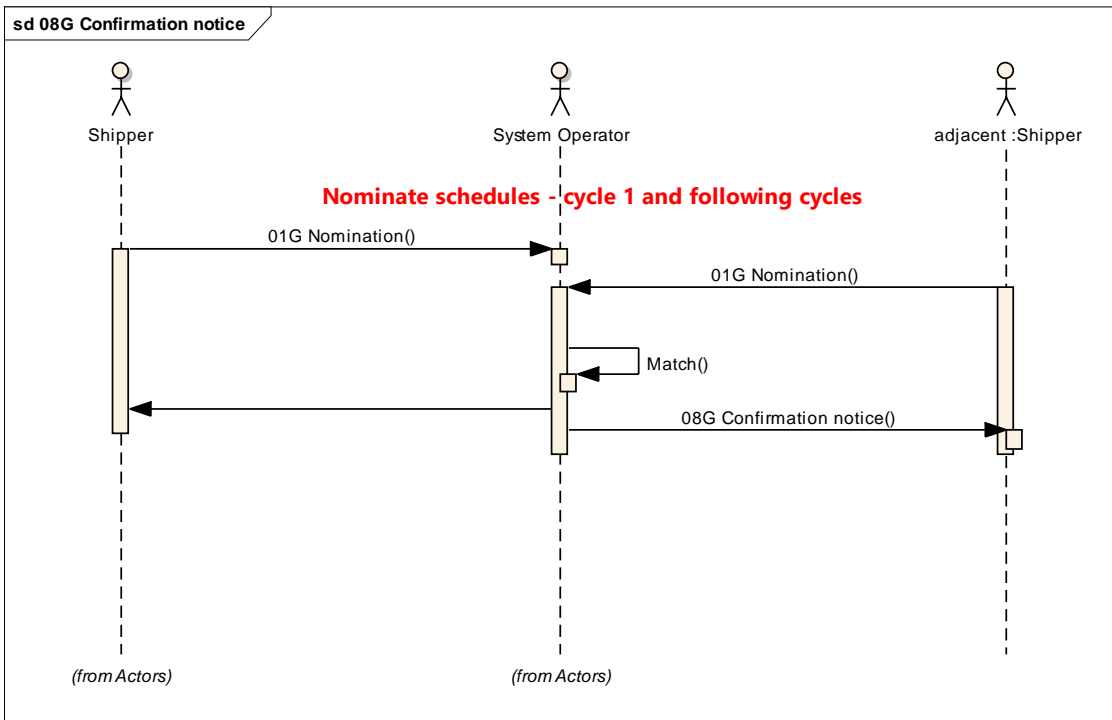 sd 08G Confirmation notice
Shipper
System Operator
adjacent :Shipper
Nominate schedules - cycle 1 and following cycles
01G Nomination()
01G Nomination()
Match()
08G Confirmation notice()
(from Actors)
(from Actors)